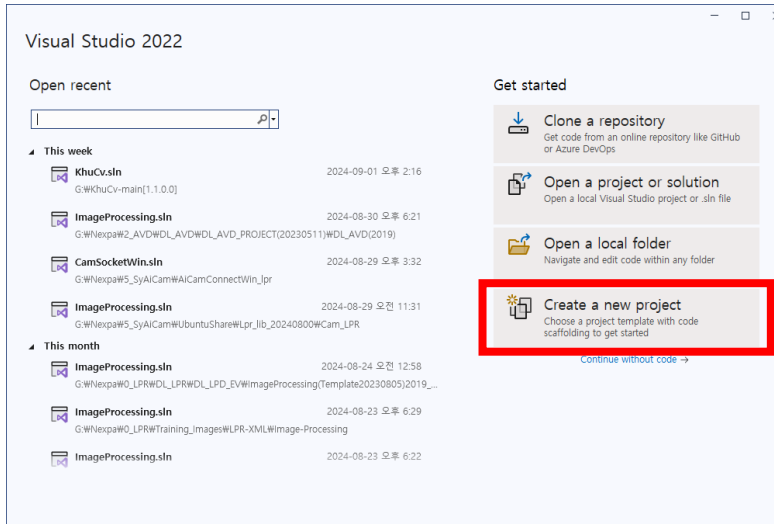 Visual Studio 2022
Open recent
This week
KhuCv.sln 2024-09-01 오후 2:16
G:₩KhuCv-main[1.1.0.0]
ImageProcessing.sln 2024-08-30 오후 6:21
G:₩Nexpa₩2_AVD₩DL_AVD₩DL_AVD_PROJECT(20230511)₩DL_AVD(2019)
CamSocketWin.sln 2024-08-29 오후 3:32
G:₩Nexpa₩5_SyAiCam₩AiCamConnectWin_lpr
ImageProcessing.sln 2024-08-29 오전 11:31
G:₩Nexpa₩5_SyAiCam₩UbuntuShare₩Lpr_lib_20240800₩Cam_LPR
This month
ImageProcessing.sln 2024-08-24 오전 12:58
G:₩Nexpa₩0_LPR₩DL_LPR₩DL_LPD_EV₩ImageProcessing(Template20230805)2019_...
ImageProcessing.sln 2024-08-23 오후 6:29
G:₩Nexpa₩0_LPR₩Training_Images₩LPR-XML₩Image-Processing
ImageProcessing.sln 2024-08-23 오후 6:22
Get started
Clone a repository
Get code from an online repository like GitHub
or Azure DevOps
Open a project or solution
Open a local Visual Studio project or .sln file
Open a local folder
Navigate and edit code within any folder
Create a new project
Choose a project template with code
scaffolding to get started
Continue without code →